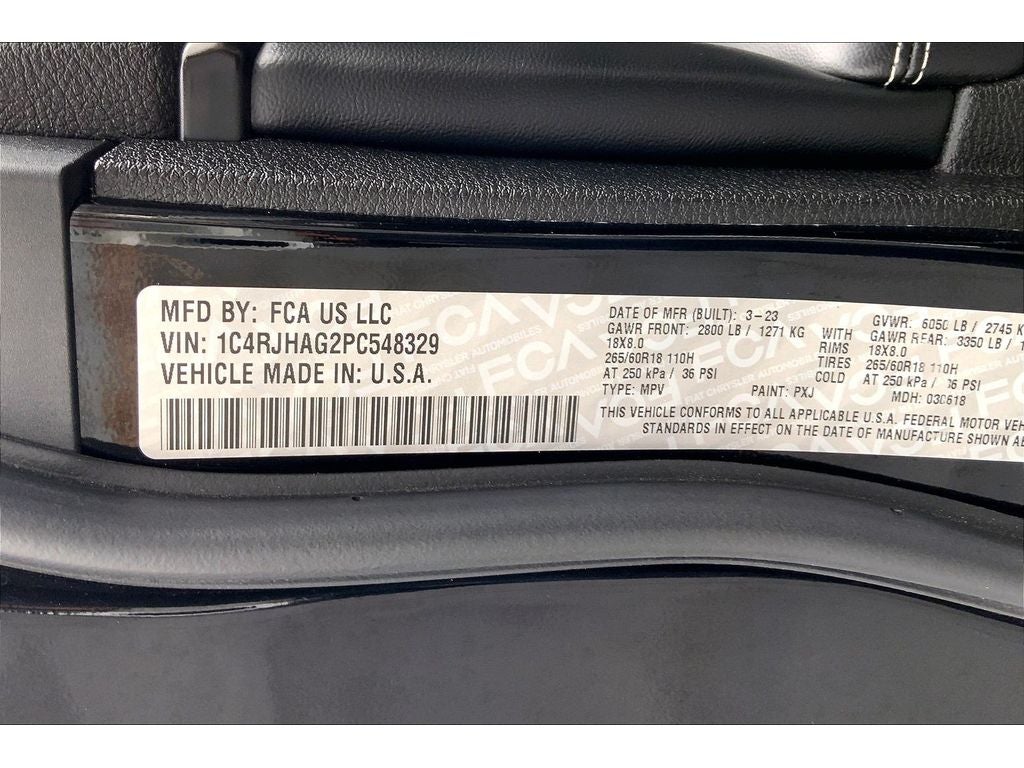 MFD BY: FCA US LLC
VIN: 1C4RJHAG2PC548329
VEHICLE MADE IN: U.S.A.
DATE OF MFR (BUILT): 3-23
GAWR FRONT: 2800 LB / 1271 KG
18X8.0
265/60R18 110H
AT 250 kPa / 36 PSI
TYPE: MPV
WITH
RIMS
TIRES
COLD
PAINT: PXJ
GVWR: 6050 LB / 2745 K
GAWR REAR: 3350 LB / 1
18X8.0
265/60R18 110H
AT 250 kPa / 36 PSI
MDH: 030618
THIS VEHICLE CONFORMS TO ALL APPLICABLE U.S.A. FEDERAL MOTOR VEH
STANDARDS IN EFFECT ON THE DATE OF MANUFACTURE SHOWN AB